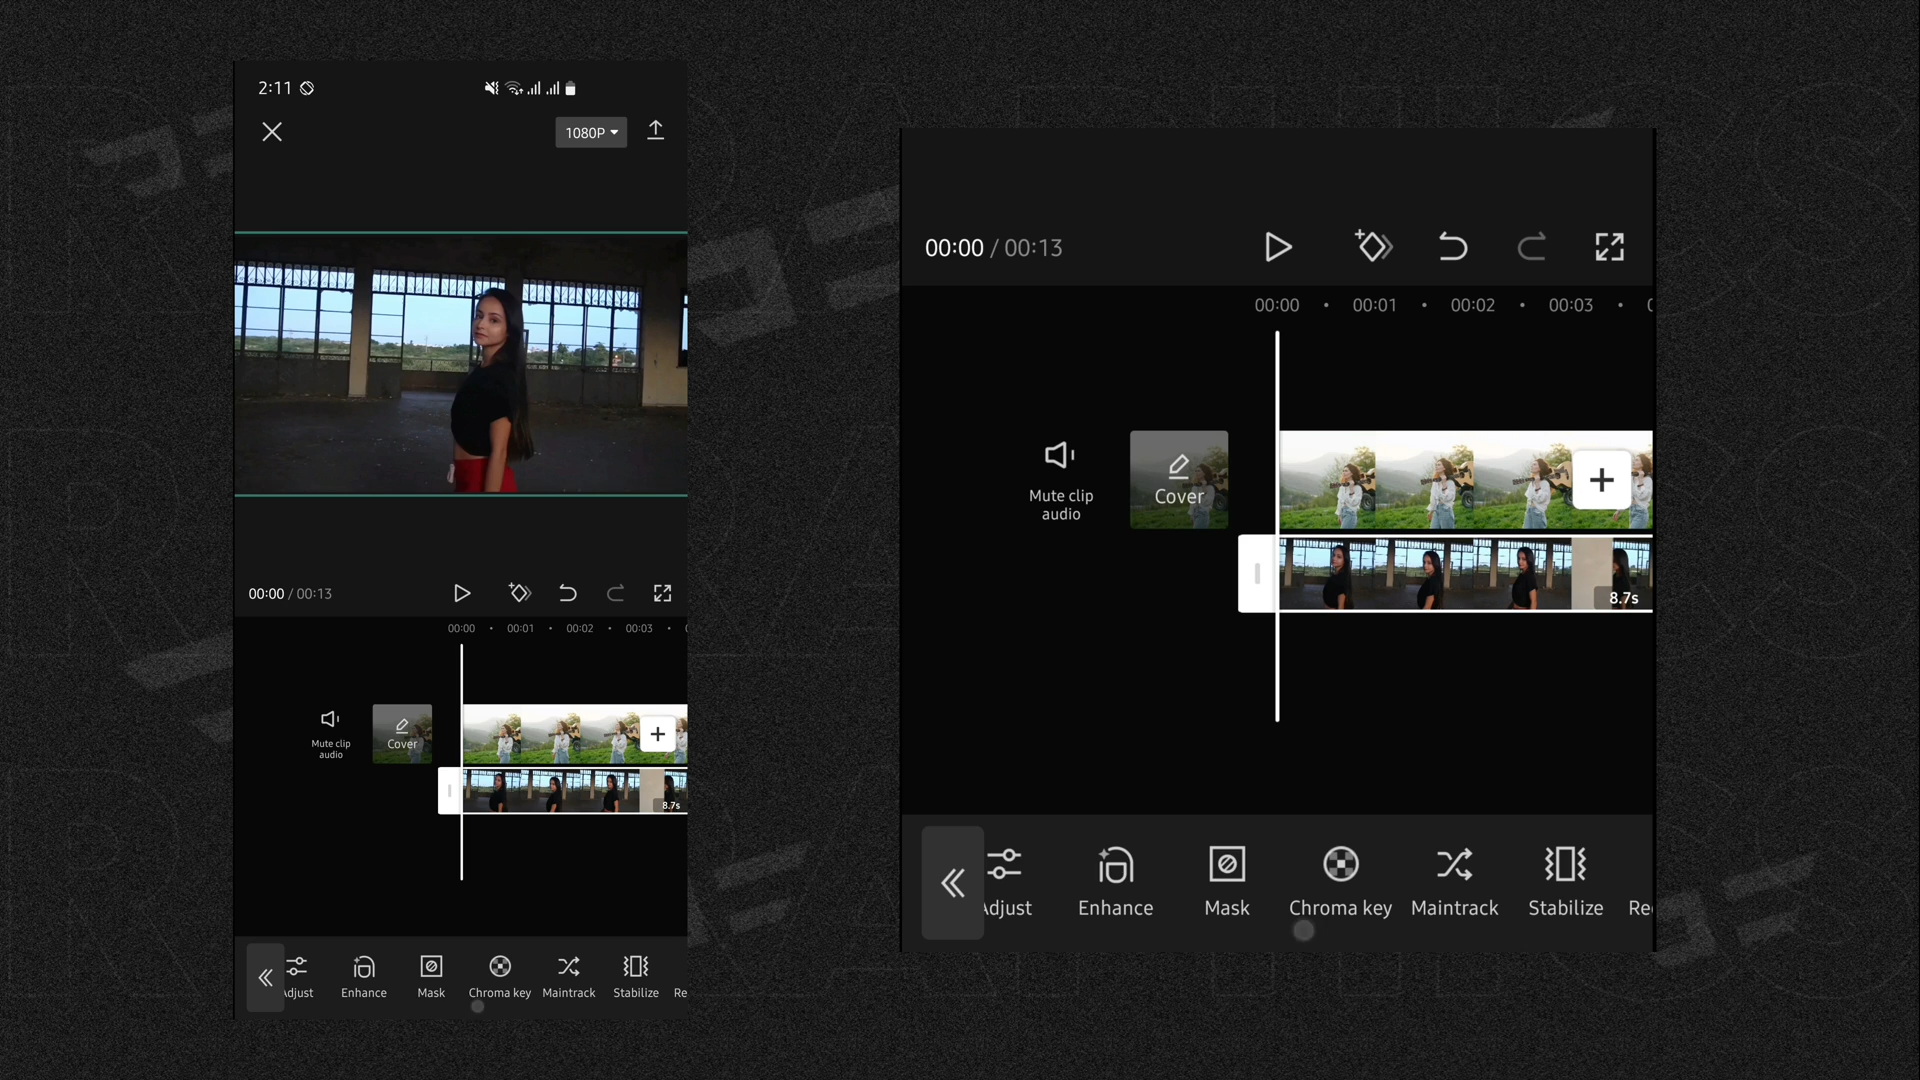 2:11
1080P
00:00 / 00:13
00:00 00:01 00:02 00:03
Mute clip
audio
Cover
8.7s
Adjust Enhance Mask Chroma key Maintrack Stabilize Re
00:00 / 00:13
00:00 00:01 00:02 00:03
Mute clip
audio
Cover
8.7s
Adjust Enhance Mask Chroma key Maintrack Stabilize Re